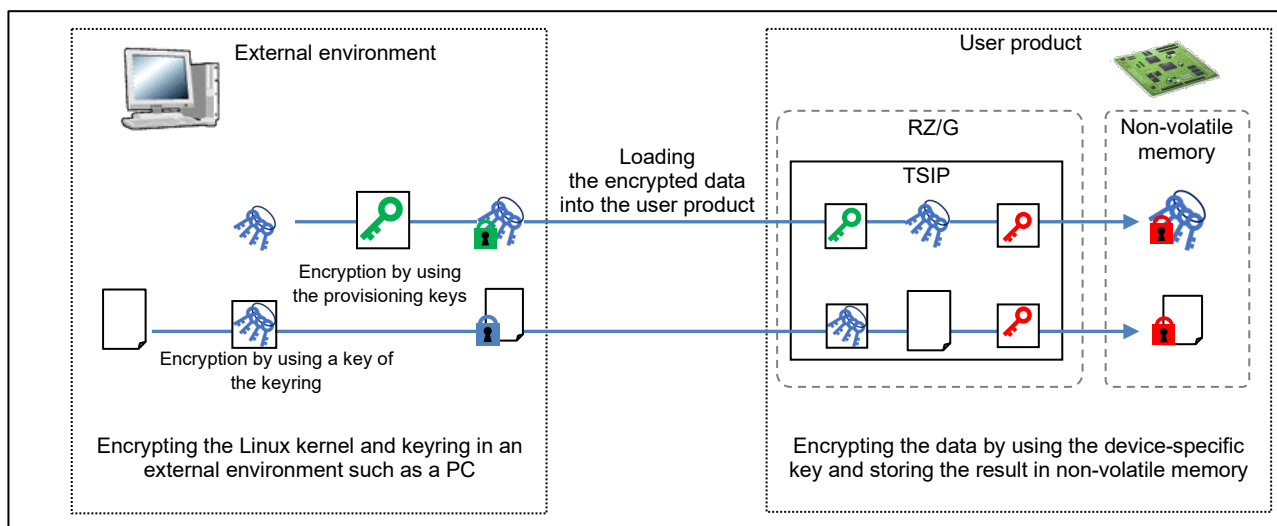 External environment
User product
RZ/G
Non-volatile
memory
TSIP
Loading
the encrypted data
into the user product
Encryption by using
the provisioning keys
Encryption by using a key of
the keyring
Encrypting the Linux kernel and keyring in an
external environment such as a PC
Encrypting the data by using the device-specific
key and storing the result in non-volatile memory